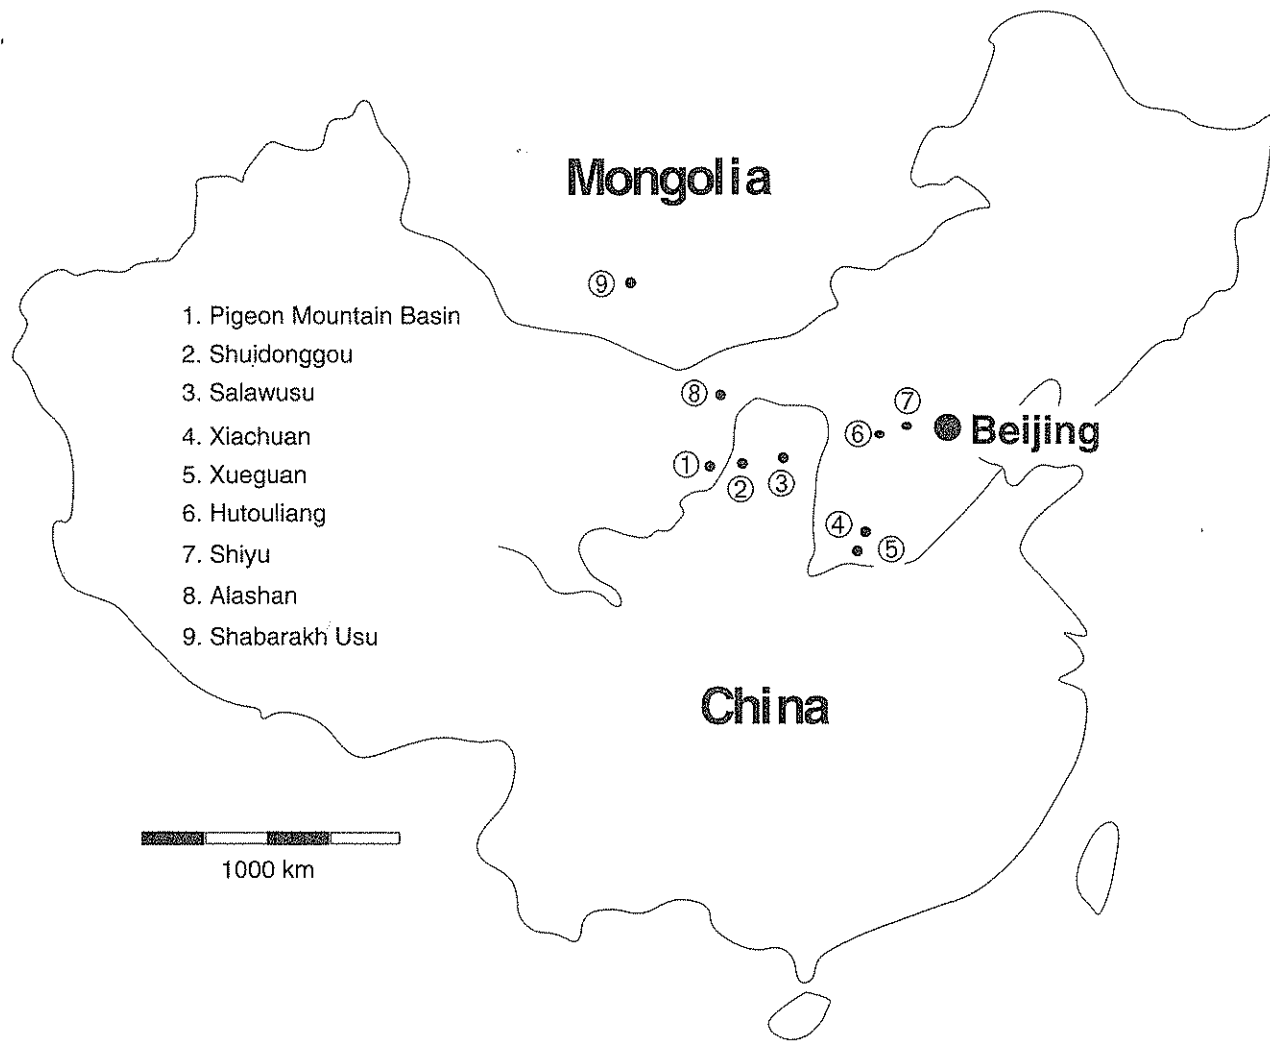 Mongolia
⑨
1. Pigeon Mountain Basin
2. Shuidonggou
3. Salawusu
4. Xiachuan
5. Xueguan
6. Hutouliang
7. Shiyu
8. Alashan
9. Shabarakh Usu
⑧
⑦
⑥
Beijing
①
②
③
④
⑤
China
1000 km